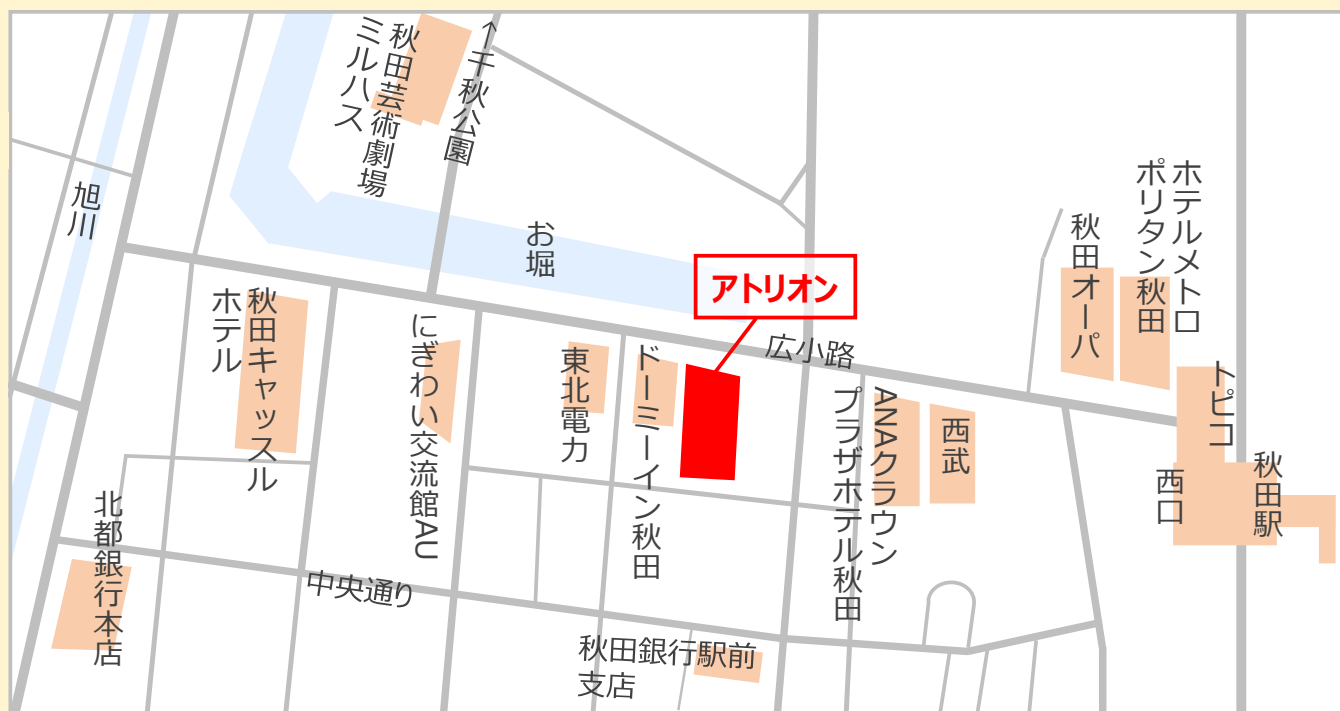 ←千秋公園
秋田芸術劇場
ミルハス
旭川
お堀
アトリオン
広小路
ホテルメトロ
ポリタン秋田
秋田オーパ
トピコ
秋田駅
西口
西武
ANAクラウン
プラザホテル秋田
ドーミーイン秋田
東北電力
にぎわい交流館AU
秋田キャッスル
ホテル
北都銀行本店
中央通り
秋田銀行駅前
支店